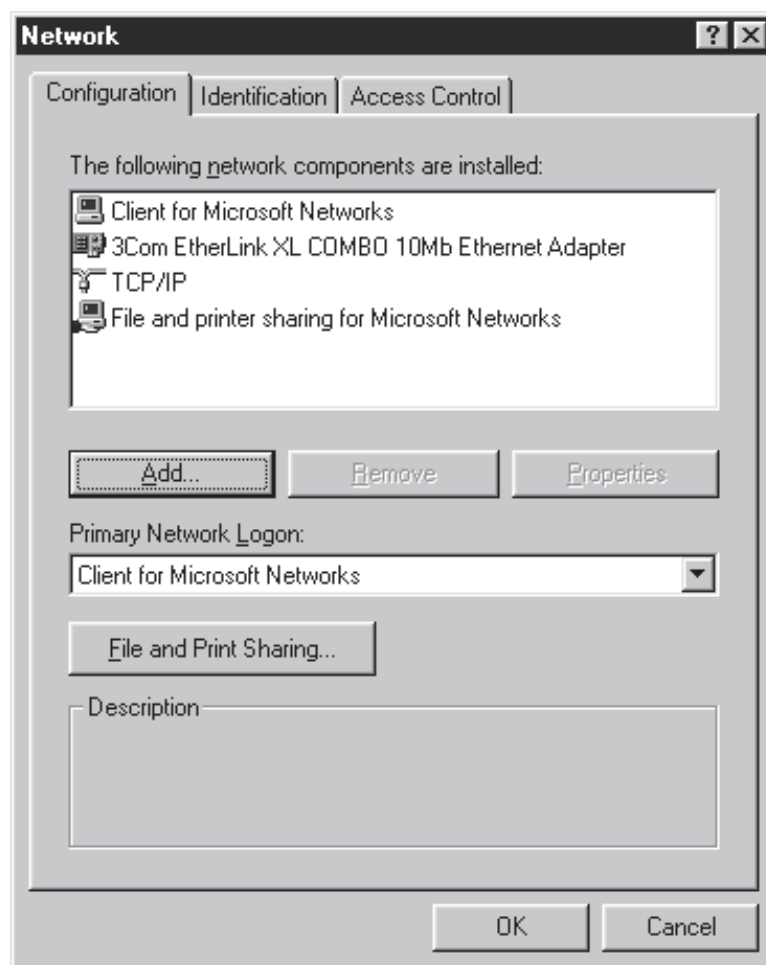 Network
Configuration Identification Access Control
The following network components are installed:
Client for Microsoft Networks
3Com EtherLink XL COMBO 10Mb Ethernet Adapter
TCP/IP
File and printer sharing for Microsoft Networks
Add... Remove Properties
Primary Network Logon:
Client for Microsoft Networks
File and Print Sharing...
Description
OK Cancel